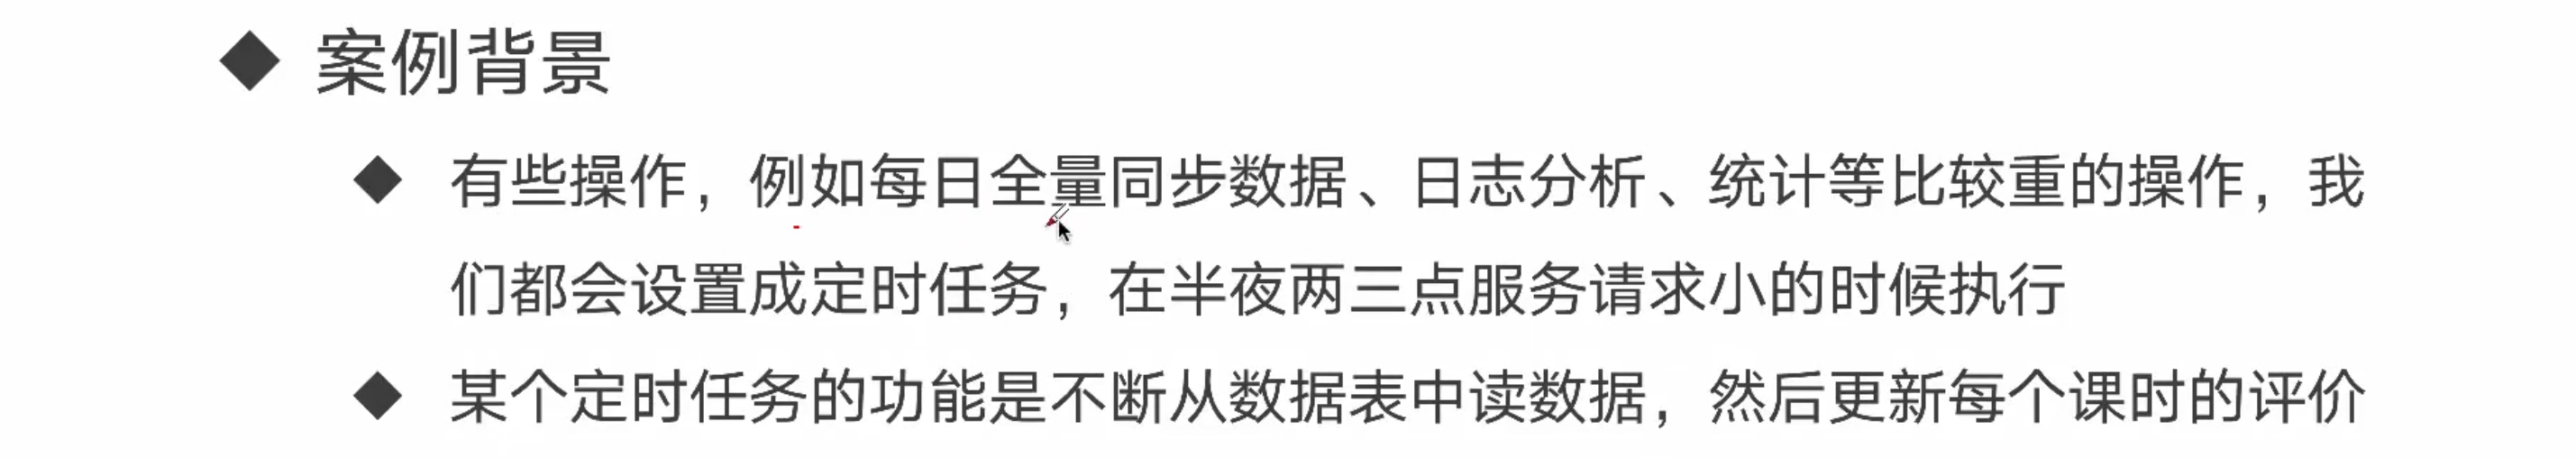 案例背景
有些操作，例如每日全量同步数据、日志分析、统计等比较重的操作，我
们都会设置成定时任务，在半夜两三点服务请求小的时候执行
某个定时任务的功能是不断从数据表中读数据，然后更新每个课时的评价